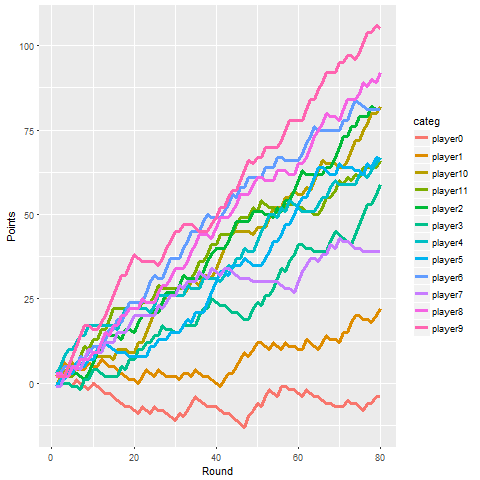 100
75
50
25
0
Points
0
20
40
60
80
Round
categ
player0
player1
player10
player11
player2
player3
player4
player5
player6
player7
player8
player9